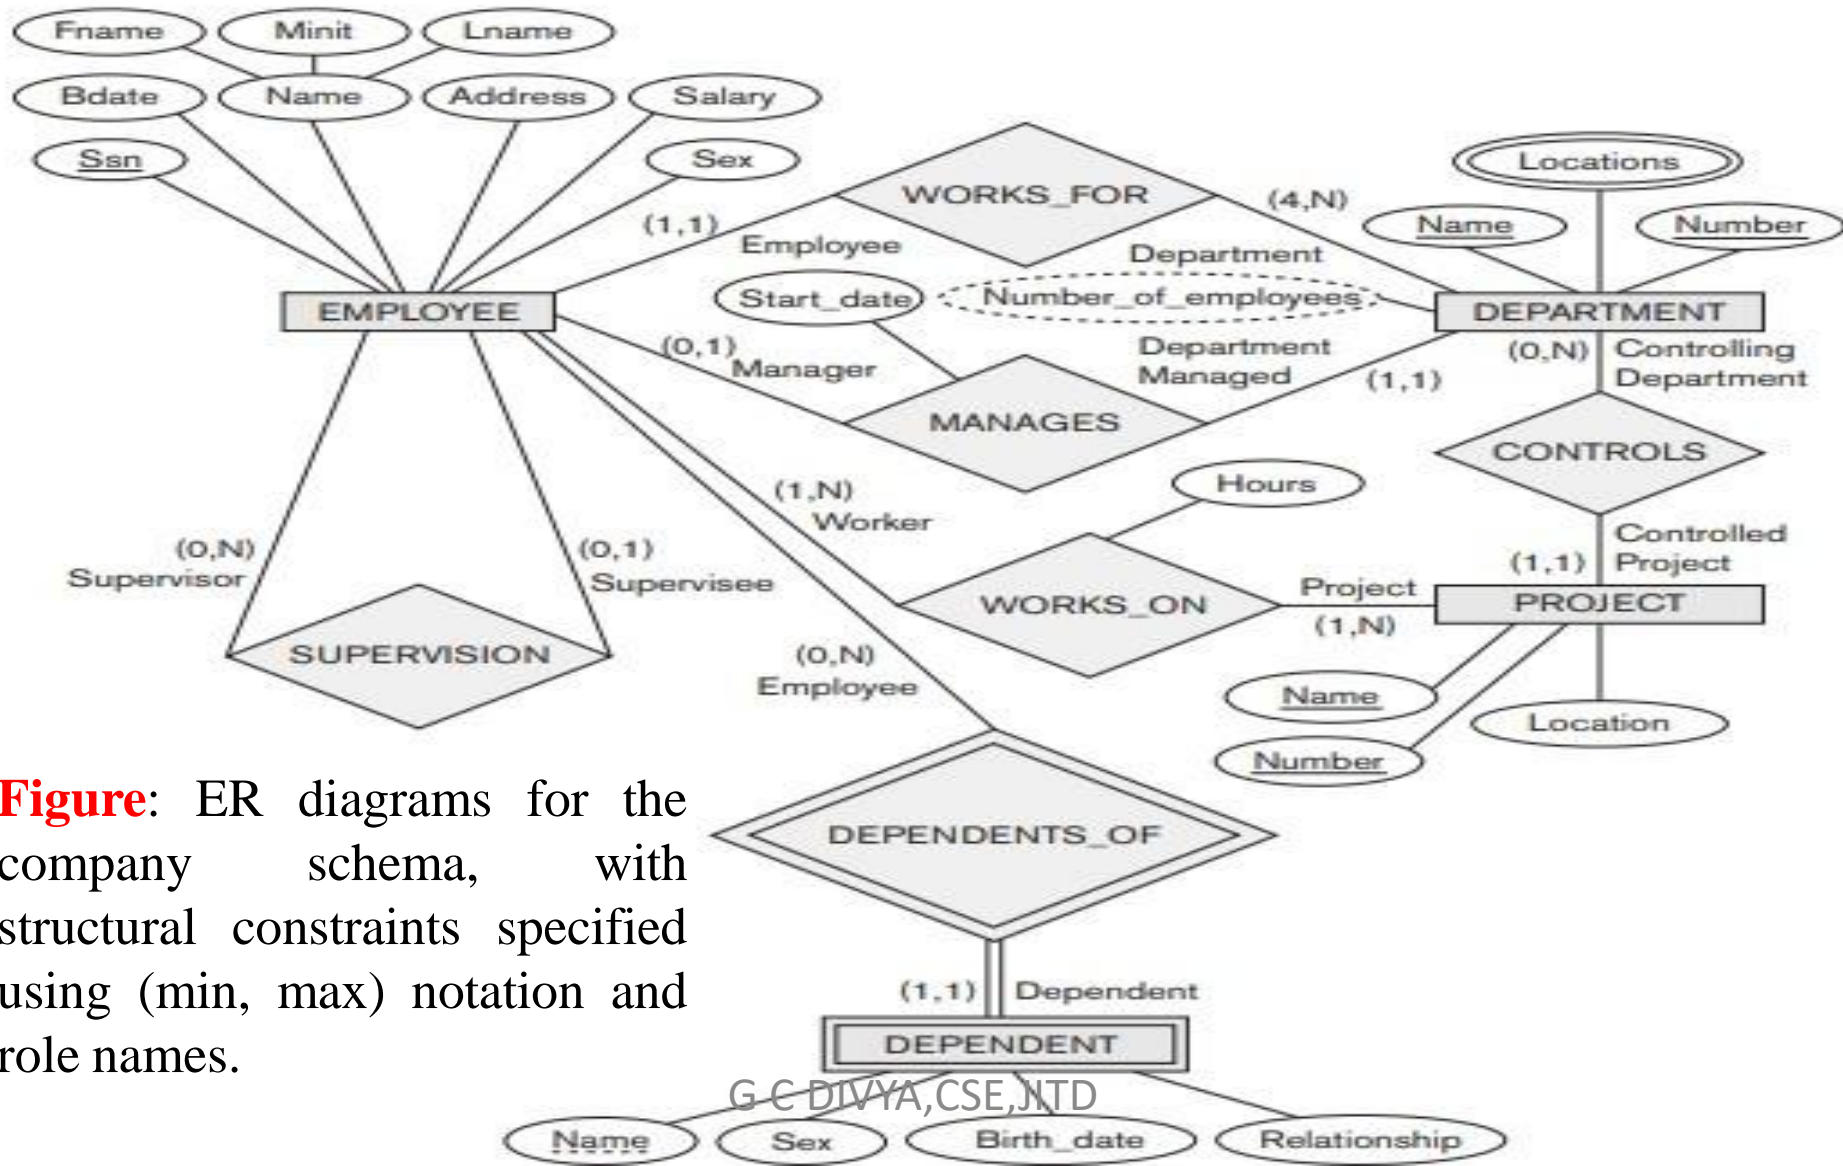 Fname Minit Lname
Bdate Name Address Salary
Ssn Sex
WORKS_FOR
Locations
(1,1) (4,N)
Name Number
Employee Department
Start_date Number_of_employees
EMPLOYEE DEPARTMENT
(0,1) Department (0,N) Controlling
Manager Managed (1,1) Department
MANAGES
CONTROLS
Hours
(1,N)
Worker
(0,N) (0,1) Controlled
Supervisor Supervisee (1,1) Project
Project
WORKS_ON PROJECT
(1,N)
SUPERVISION
(0,N)
Employee
Name
Location
Number
Figure: ER diagrams for the
company schema, with
structural constraints specified
using (min, max) notation and
role names.
DEPENDENTS_OF
(1,1) Dependent
DEPENDENT
G C DIVYA,CSE,JITD
Name Sex Birth_date Relationship